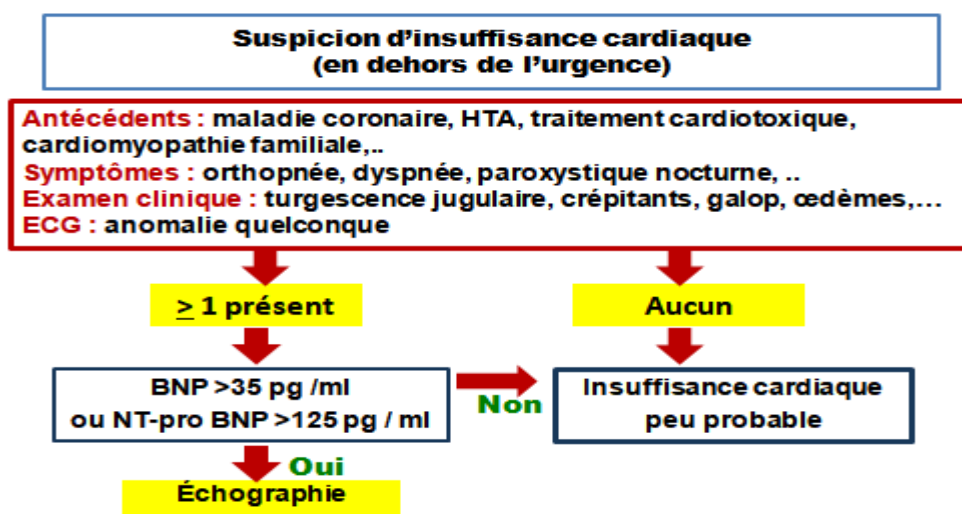 Suspicion d'insuffisance cardiaque
(en dehors de l'urgence)
Antécédents : maladie coronaire, HTA, traitement cardiotoxique,
cardiomyopathie familiale,..
Symptômes : orthopnée, dyspnée, paroxystique nocturne, ..
Examen clinique : turgescence jugulaire, crépitants, galop, œdèmes,...
ECG : anomalie quelconque
≥ 1 présent
Aucun
BNP >35 pg /ml
ou NT-pro BNP >125 pg / ml
Non
Insuffisance cardiaque
peu probable
Oui
Échographie